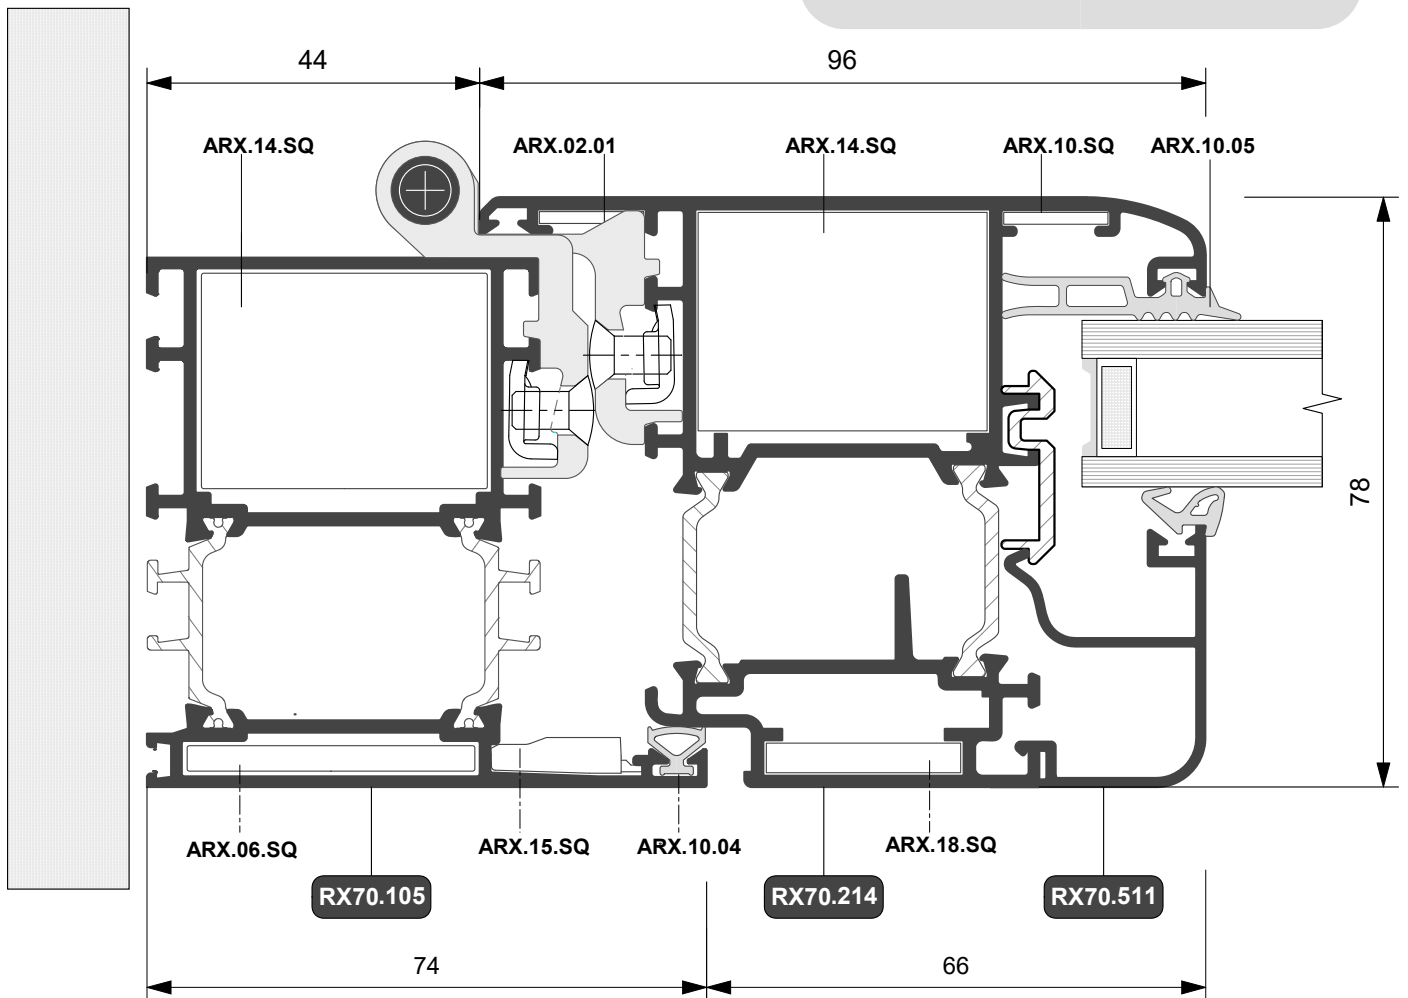 44
96
ARX.14.SQ
ARX.02.01
ARX.14.SQ
ARX.10.SQ
ARX.10.05
78
ARX.06.SQ
ARX.15.SQ
ARX.10.04
ARX.18.SQ
RX70.105
RX70.214
RX70.511
74
66